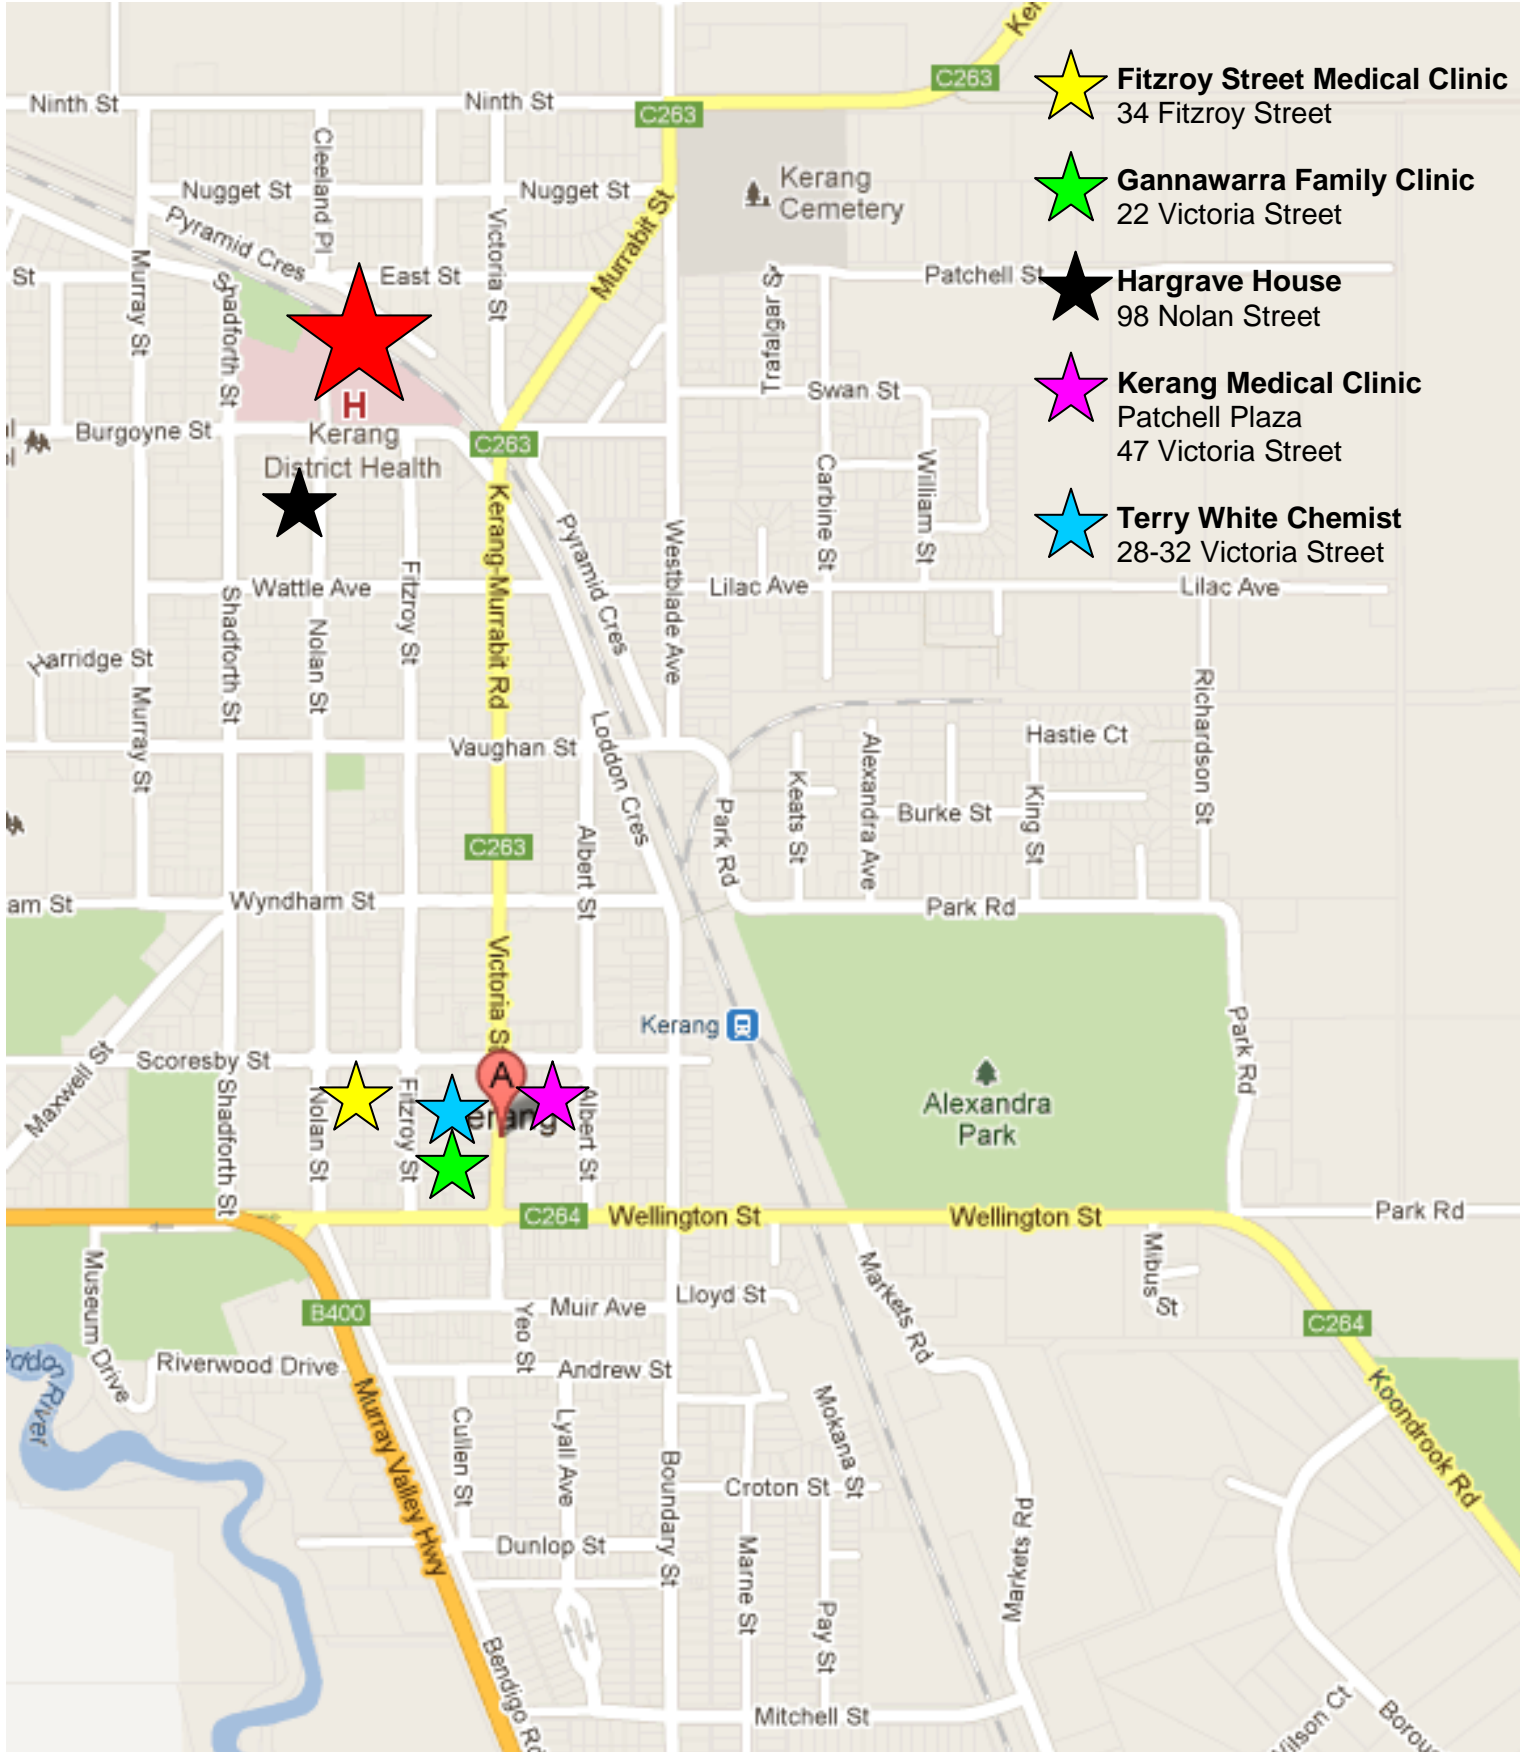 Ker
C263
Fitzroy Street Medical Clinic
34 Fitzroy Street
Ninth St
Ninth St
C263
Cleeland Pl
Kerang
Cemetery
Gannawarra Family Clinic
22 Victoria Street
Nugget St
Nugget St
Pyramid Cres
Victoria St
Murrabit St
Murray St
St
Shadforth St
East St
Trafalgar St
Patchell St
Hargrave House
98 Nolan Street
Swan St
Kerang Medical Clinic
Patchell Plaza
47 Victoria Street
H
Burgoyne St
Kerang
District Health
C263
Carbine St
William St
Terry White Chemist
28-32 Victoria Street
Kerang-Murrabit Rd
Pyramid Cres
Westblade Ave
Wattle Ave
Fitzroy St
Lilac Ave
Lilac Ave
Shadforth St
Nolan St
Harridge St
Murray St
Richardson St
Vaughan St
Loddon Cres
Hastie Ct
Keats St
Alexandra Ave
Burke St
King St
Park Rd
C263
Albert St
am St
Wyndham St
Park Rd
Victoria St
Kerang
Park Rd
Maxwell St
Scoresby St
A
Shadforth St
Nolan St
Fitzroy St
erang
Albert St
Alexandra
Park
C264
Wellington St
Wellington St
Park Rd
Museum Drive
Markets Rd
Mibus St
B400
Yeo St
Muir Ave
Lloyd St
C264
River
Riverwood Drive
Andrew St
Murray Valley Hwy
Cullen St
Lyall Ave
Mokana St
Koondrook Rd
Boundary St
Croton St
Markets Rd
Dunlop St
Marne St
Pay St
Bendigo Rd
Mitchell St
Wilson Ct
Borou